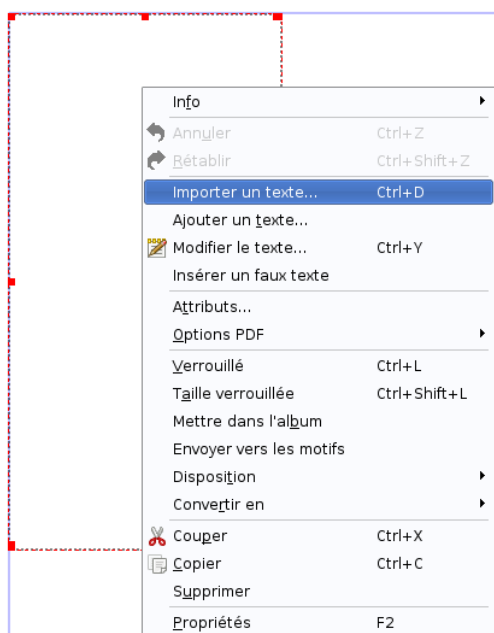 Info
Annuler Ctrl+Z
Rétablir Ctrl+Shift+Z
Importer un texte... Ctrl+D
Ajouter un texte...
Modifier le texte... Ctrl+Y
Insérer un faux texte
Attributs...
Options PDF
Verrouillé Ctrl+L
Taille verrouillée Ctrl+Shift+L
Mettre dans l'album
Envoyer vers les motifs
Disposition
Convertir en
Couper Ctrl+X
Copier Ctrl+C
Supprimer
Propriétés F2